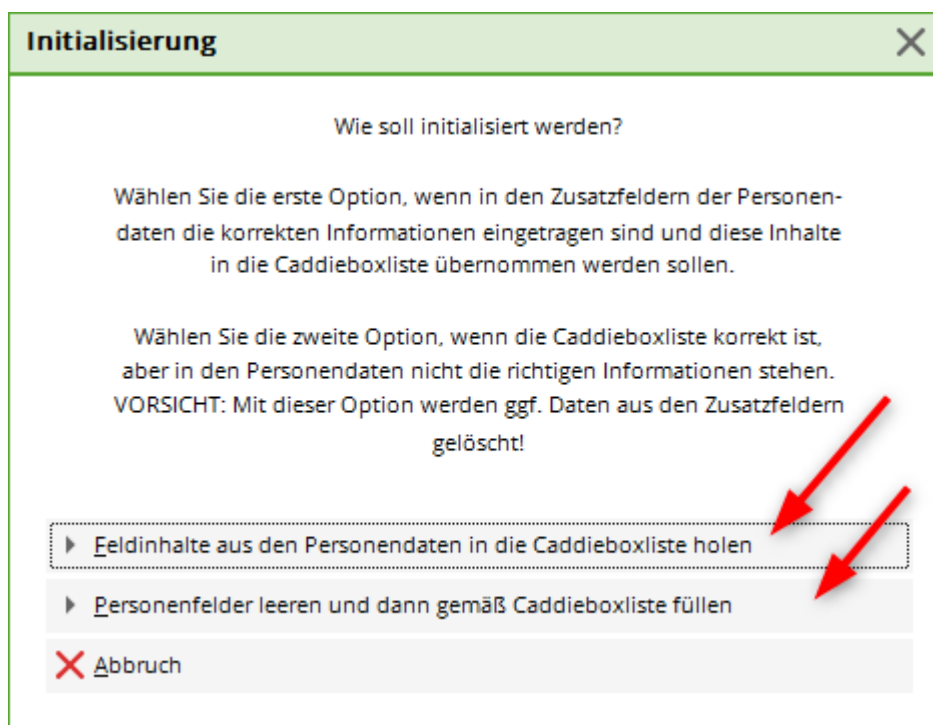 Initialisierung
Wie soll initialisiert werden?
Wählen Sie die erste Option, wenn in den Zusatzfeldern der Personen-
daten die korrekten Informationen eingetragen sind und diese Inhalte
in die Caddieboxliste übernommen werden sollen.
Wählen Sie die zweite Option, wenn die Caddieboxliste korrekt ist,
aber in den Personendaten nicht die richtigen Informationen stehen.
VORSICHT: Mit dieser Option werden ggf. Daten aus den Zusatzfeldern
gelöscht!
Feldinhalte aus den Personendaten in die Caddieboxliste holen
Personenfelder leeren und dann gemäß Caddieboxliste füllen
Abbruch